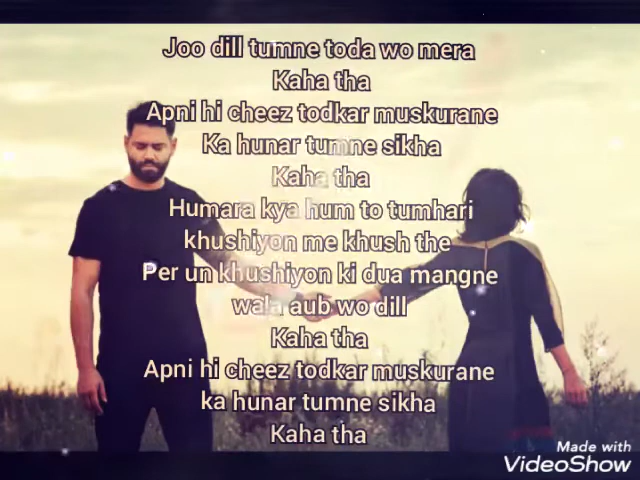 Joo dill tumne toda wo mera
Kaha tha
Apni hi cheez todkar muskurane
Ka hunar tumne sikha
Kaha tha
Humara kya hum to tumhari
khushiyon me khush the
Per un khushiyon ki dua mangne
wala aub wo dill
Kaha tha
Apni hi cheez todkar muskurane
ka hunar tumne sikha
Kaha tha
Made with
VideoShow